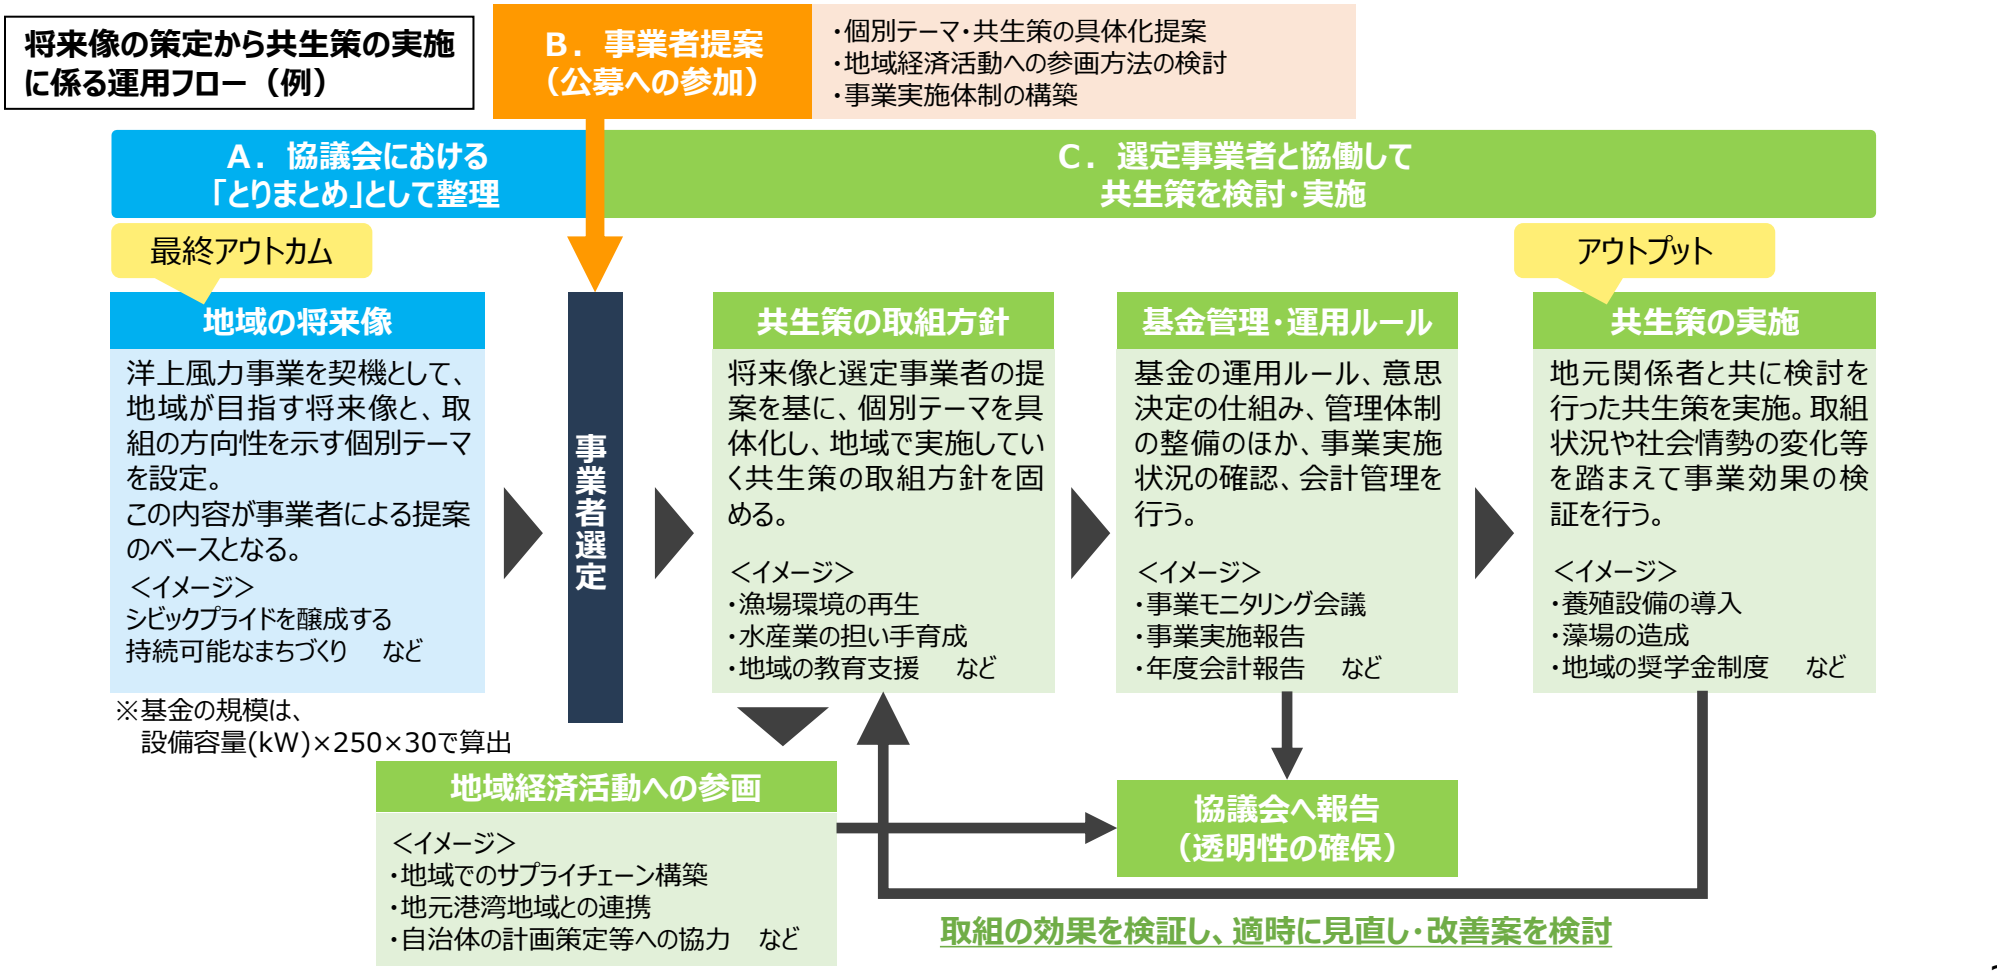 将来像の策定から共生策の実施
に係る運用フロー（例）
B．事業者提案
（公募への参加）
・個別テーマ・共生策の具体化提案
・地域経済活動への参画方法の検討
・事業実施体制の構築
A．協議会における
「とりまとめ」として整理
C．選定事業者と協働して
共生策を検討・実施
最終アウトカム
アウトプット
地域の将来像
洋上風力事業を契機として、
地域が目指す将来像と、取
組の方向性を示す個別テーマ
を設定。
この内容が事業者による提案
のベースとなる。
＜イメージ＞
シビックプライドを醸成する
持続可能なまちづくり　など
※基金の規模は、
設備容量(kW)×250×30で算出
事業者選定
共生策の取組方針
将来像と選定事業者の提
案を基に、個別テーマを具
体化し、地域で実施してい
く共生策の取組方針を固
める。
＜イメージ＞
・漁場環境の再生
・水産業の担い手育成
・地域の教育支援　など
基金管理・運用ルール
基金の運用ルール、意思
決定の仕組み、管理体制
の整備のほか、事業実施
状況の確認、会計管理を
行う。
＜イメージ＞
・事業モニタリング会議
・事業実施報告
・年度会計報告　など
共生策の実施
地元関係者と共に検討を
行った共生策を実施。取組
状況や社会情勢の変化等
を踏まえて事業効果の検
証を行う。
＜イメージ＞
・養殖設備の導入
・藻場の造成
・地域の奨学金制度　など
地域経済活動への参画
＜イメージ＞
・地域でのサプライチェーン構築
・地元港湾地域との連携
・自治体の計画策定等への協力　など
協議会へ報告
（透明性の確保）
取組の効果を検証し、適時に見直し・改善案を検討